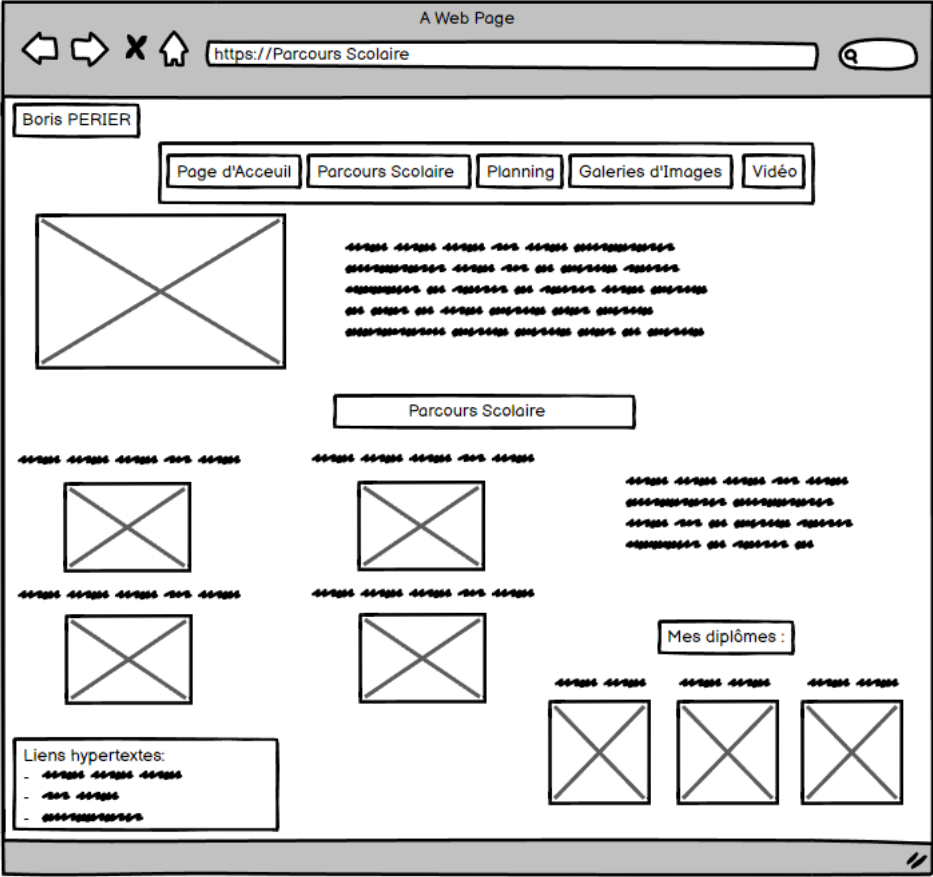 A Web Page
https://Parcours Scolaire
Boris PERIER
Page d'Acceuil Parcours Scolaire Planning Galeries d'Images Vidéo
Parcours Scolaire
Mes diplômes :
Liens hypertextes:
-
-
-